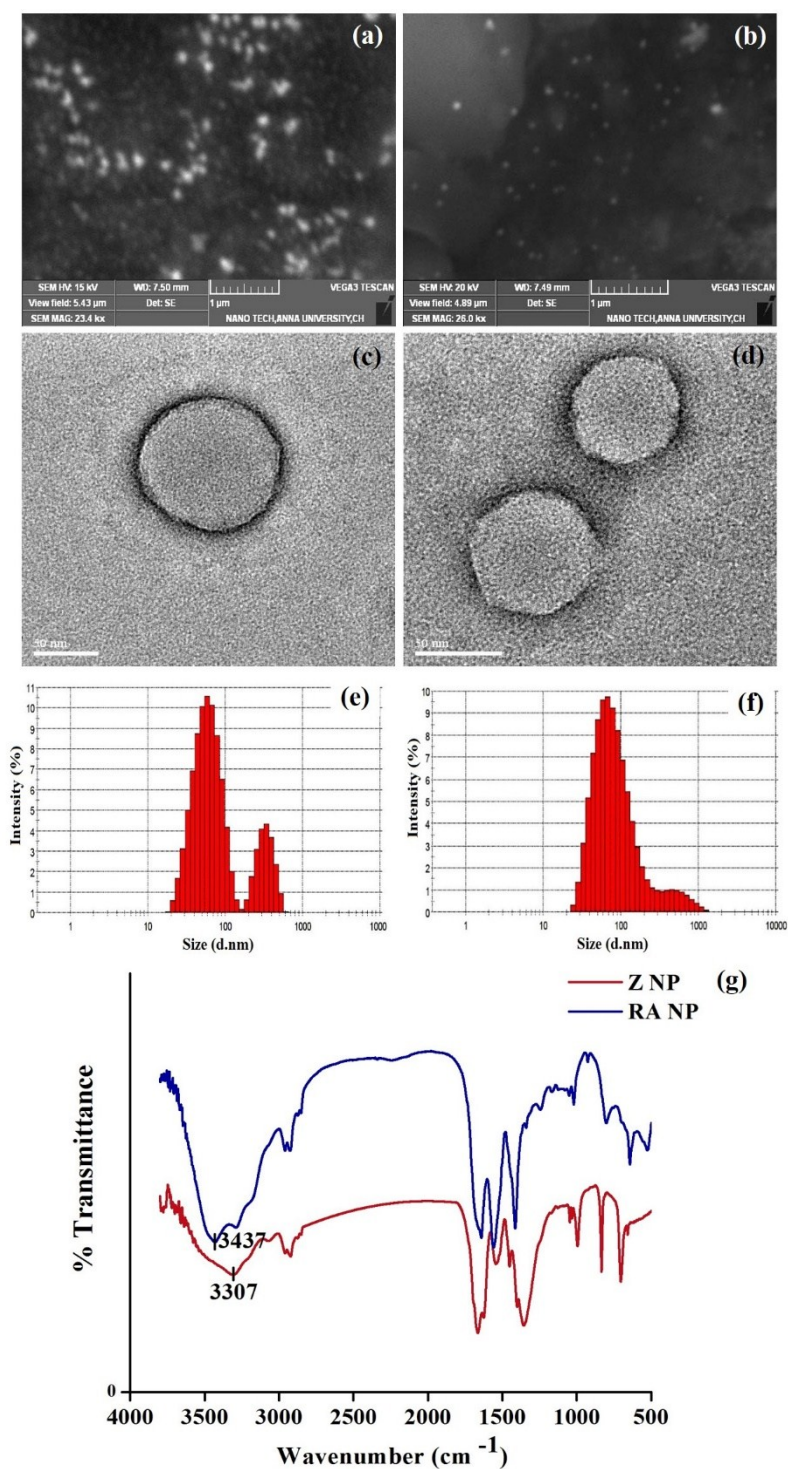 (a)
SEM HV: 15 kV WD: 7.50 mm VEGA3 TESCAN
View field: 5.43 µm Det: SE 1 µm
SEM MAG: 23.4 kx NANO TECH,ANNA UNIVERSITY,CH
(b)
SEM HV: 20 kV WD: 7.49 mm VEGA3 TESCAN
View field: 4.89 µm Det: SE 1 µm
SEM MAG: 26.0 kx NANO TECH,ANNA UNIVERSITY,CH
(c)
50 nm
(d)
50 nm
(e)
Intensity (%)
11
10
9
8
7
6
5
4
3
2
1
0
1 10 100 1000 1000
Size (d.nm)
(f)
Intensity (%)
10
9
8
7
6
5
4
3
2
1
0
1 10 100 1000 10000
Size (d.nm)
(g)
Z NP
RA NP
% Transmittance
3437
3307
0
4000 3500 3000 2500 2000 1500 1000 500
Wavenumber (cm -1)